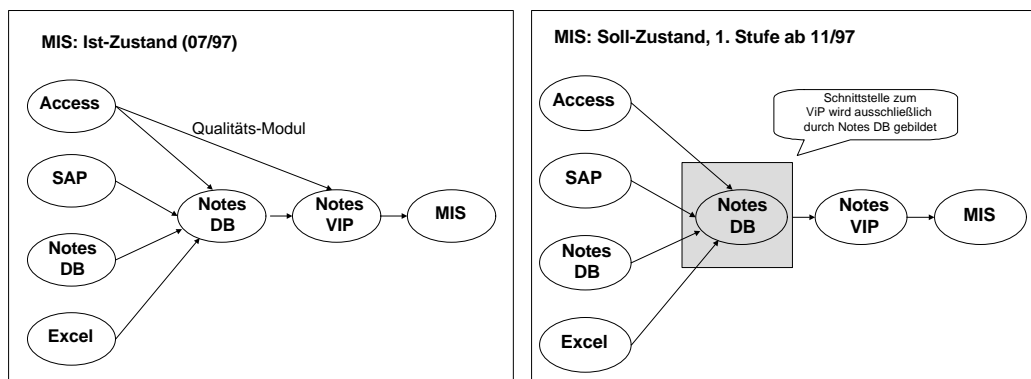 MIS: Ist-Zustand (07/97)
Access
Qualitäts-Modul
SAP
Notes
DB
Notes
VIP
MIS
Notes
DB
Excel
MIS: Soll-Zustand, 1. Stufe ab 11/97
Access
Schnittstelle zum
ViP wird ausschließlich
durch Notes DB gebildet
SAP
Notes
DB
Notes
VIP
MIS
Notes
DB
Excel